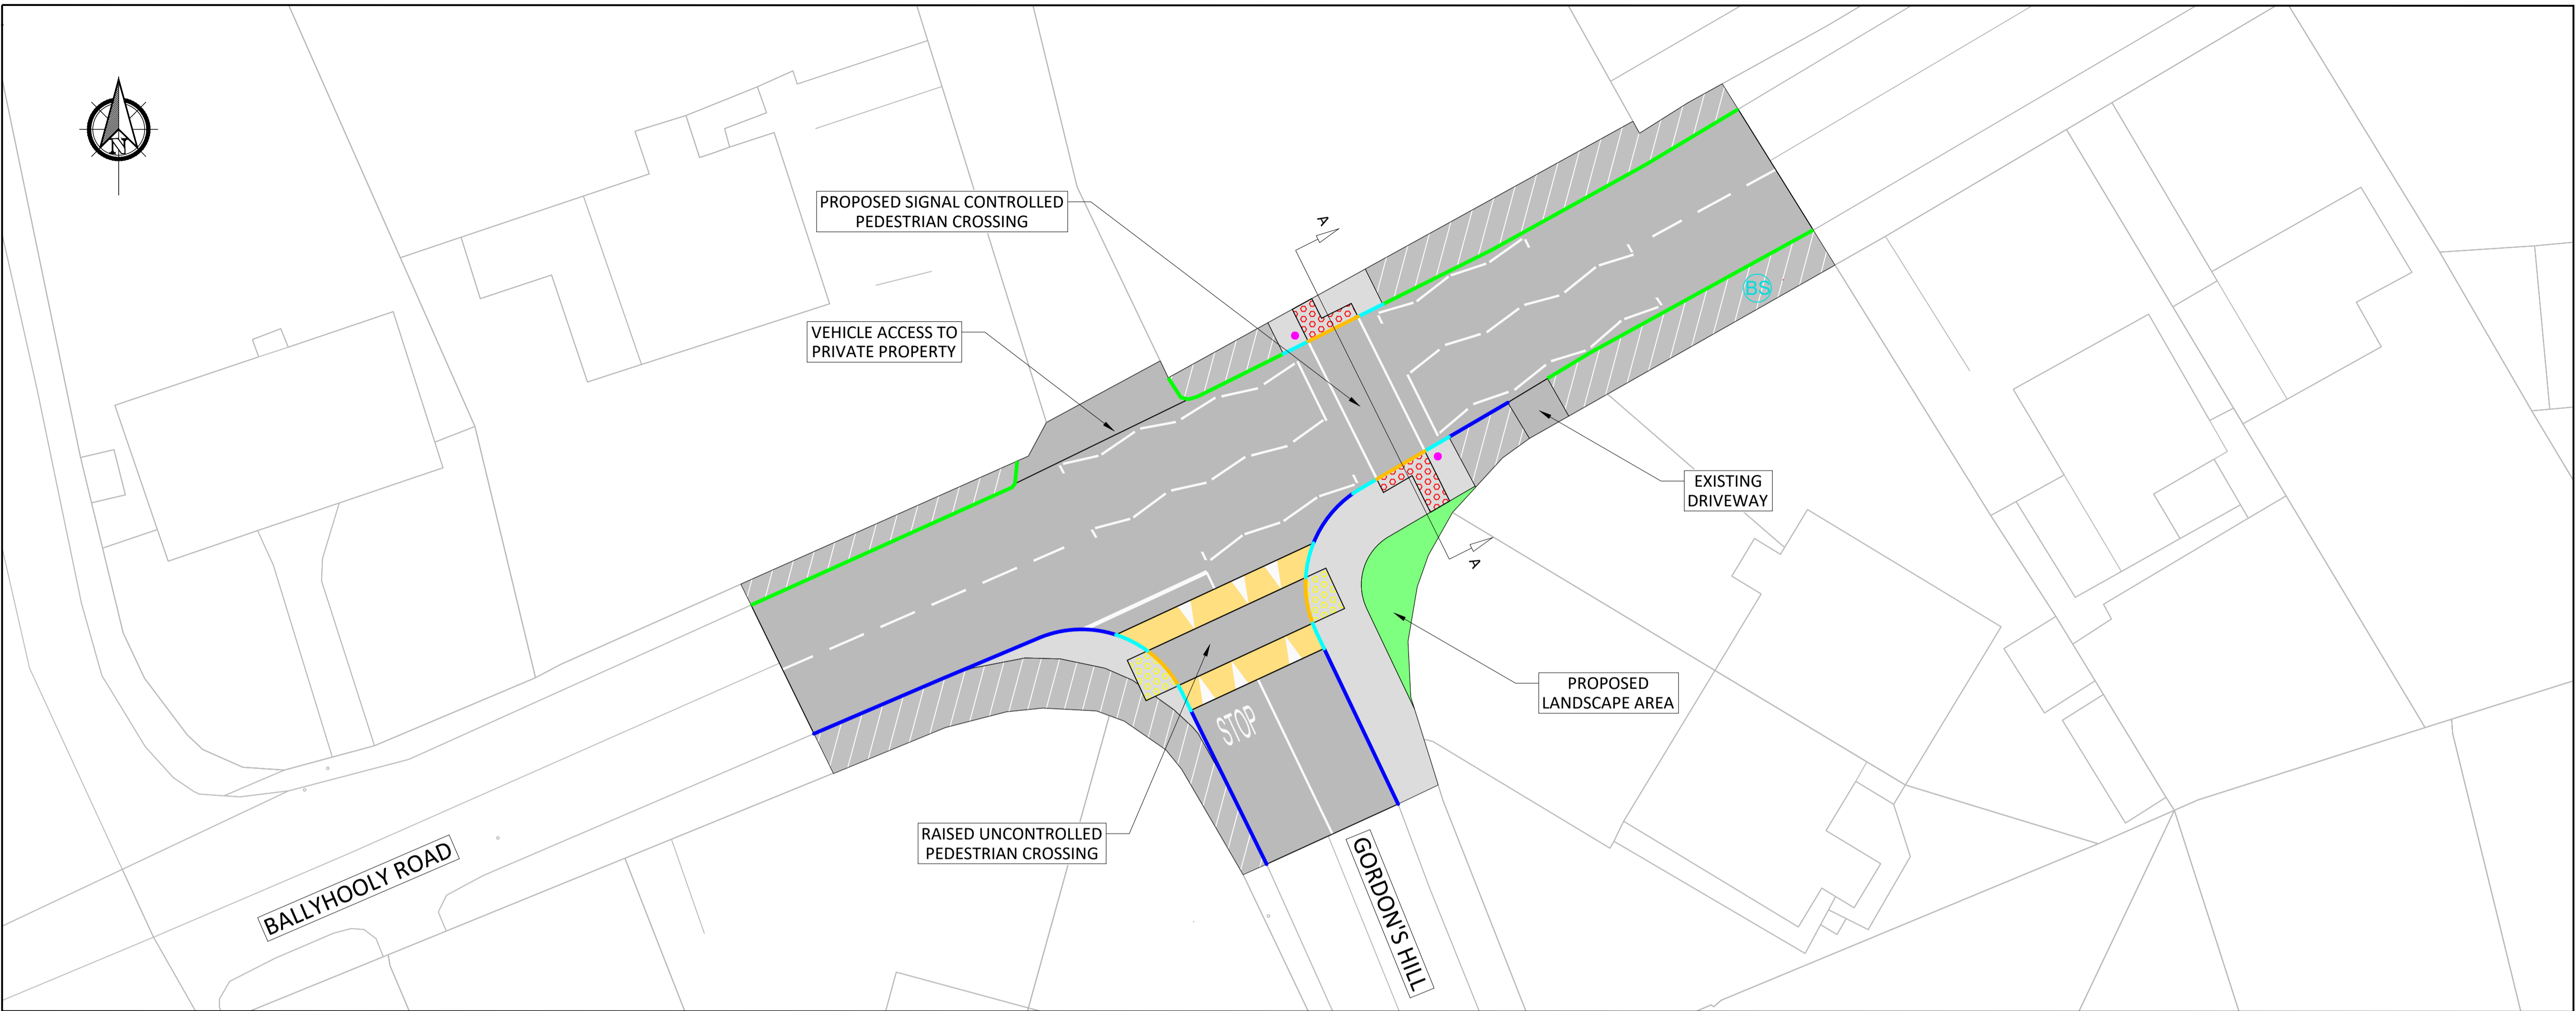 N
PROPOSED SIGNAL CONTROLLED
PEDESTRIAN CROSSING
A
BS
VEHICLE ACCESS TO
PRIVATE PROPERTY
EXISTING
DRIVEWAY
A
PROPOSED
LANDSCAPE AREA
STOP
RAISED UNCONTROLLED
PEDESTRIAN CROSSING
BALLYHOOLY ROAD
GORDON'S HILL